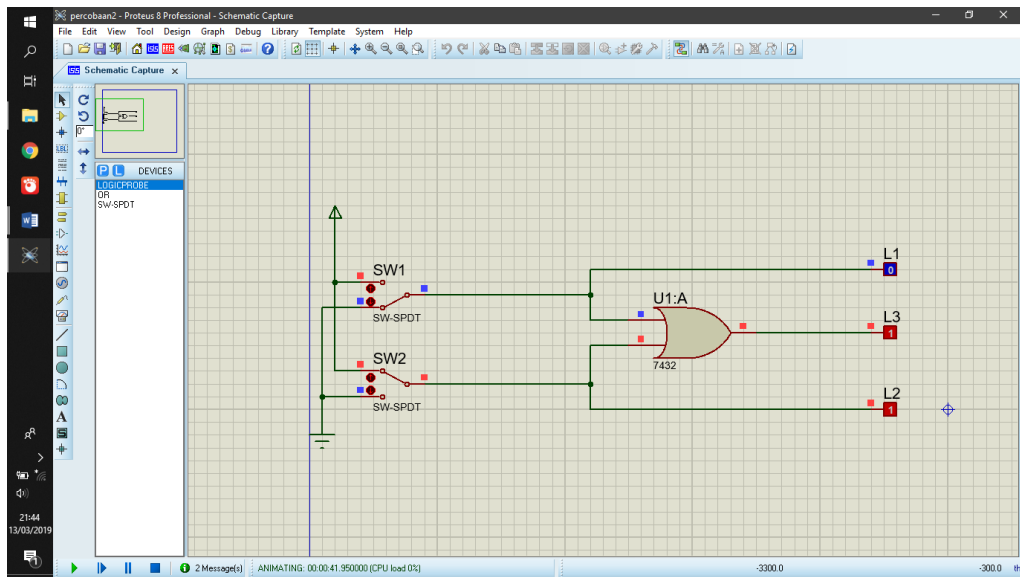 percobaan2 - Proteus 8 Professional - Schematic Capture
File Edit View Tool Design Graph Debug Library Template System Help
Schematic Capture x
0°
P L DEVICES
LOGICPROBE
OR
SW-SPDT
SW1
SW-SPDT
SW2
SW-SPDT
U1:A
7432
L1
0
L3
1
L2
1
21:44
13/03/2019
2 Message(s) ANIMATING: 00:00:41.950000 (CPU load 0%) -3300.0 -300.0 th